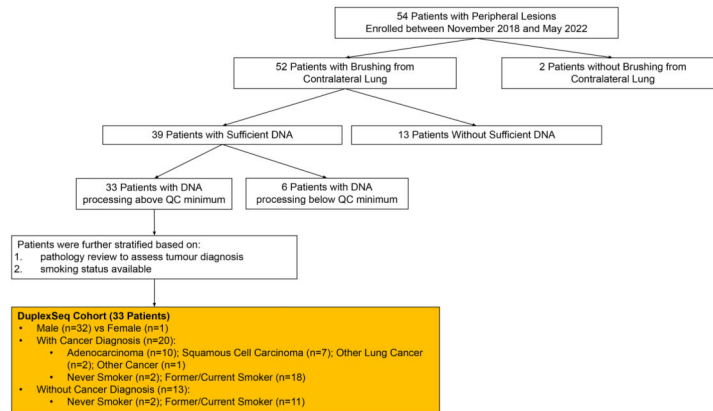 54 Patients with Peripheral Lesions
Enrolled between November 2018 and May 2022
52 Patients with Brushing from
Contralateral Lung
2 Patients without Brushing from
Contralateral Lung
39 Patients with Sufficient DNA
13 Patients Without Sufficient DNA
33 Patients with DNA
processing above QC minimum
6 Patients with DNA
processing below QC minimum
Patients were further stratified based on:
1. pathology review to assess tumour diagnosis
2. smoking status available
DuplexSeq Cohort (33 Patients)
• Male (n=32) vs Female (n=1)
• With Cancer Diagnosis (n=20):
• Adenocarcinoma (n=10); Squamous Cell Carcinoma (n=7); Other Lung Cancer
(n=2); Other Cancer (n=1)
• Never Smoker (n=2); Former/Current Smoker (n=18)
• Without Cancer Diagnosis (n=13):
• Never Smoker (n=2); Former/Current Smoker (n=11)